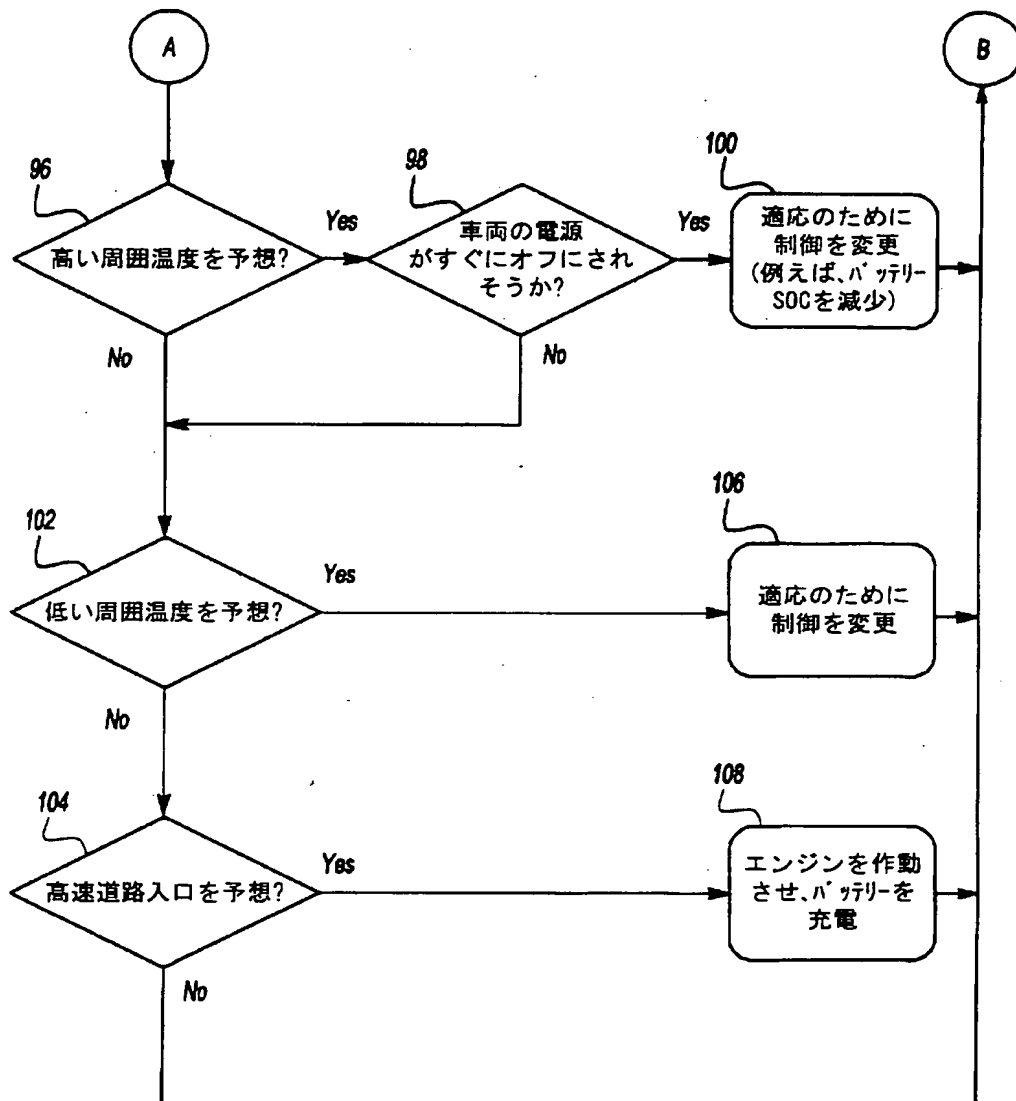 A
B
96
高い周囲温度を予想?
Yes
No
98
車両の電源
がすぐにオフにされ
そうか?
Yes
No
100
適応のために
制御を変更
(例えば、バッテリー
SOCを減少)
102
低い周囲温度を予想?
Yes
No
106
適応のために
制御を変更
104
高速道路入口を予想?
Yes
No
108
エンジンを作動
させ、バッテリーを
充電